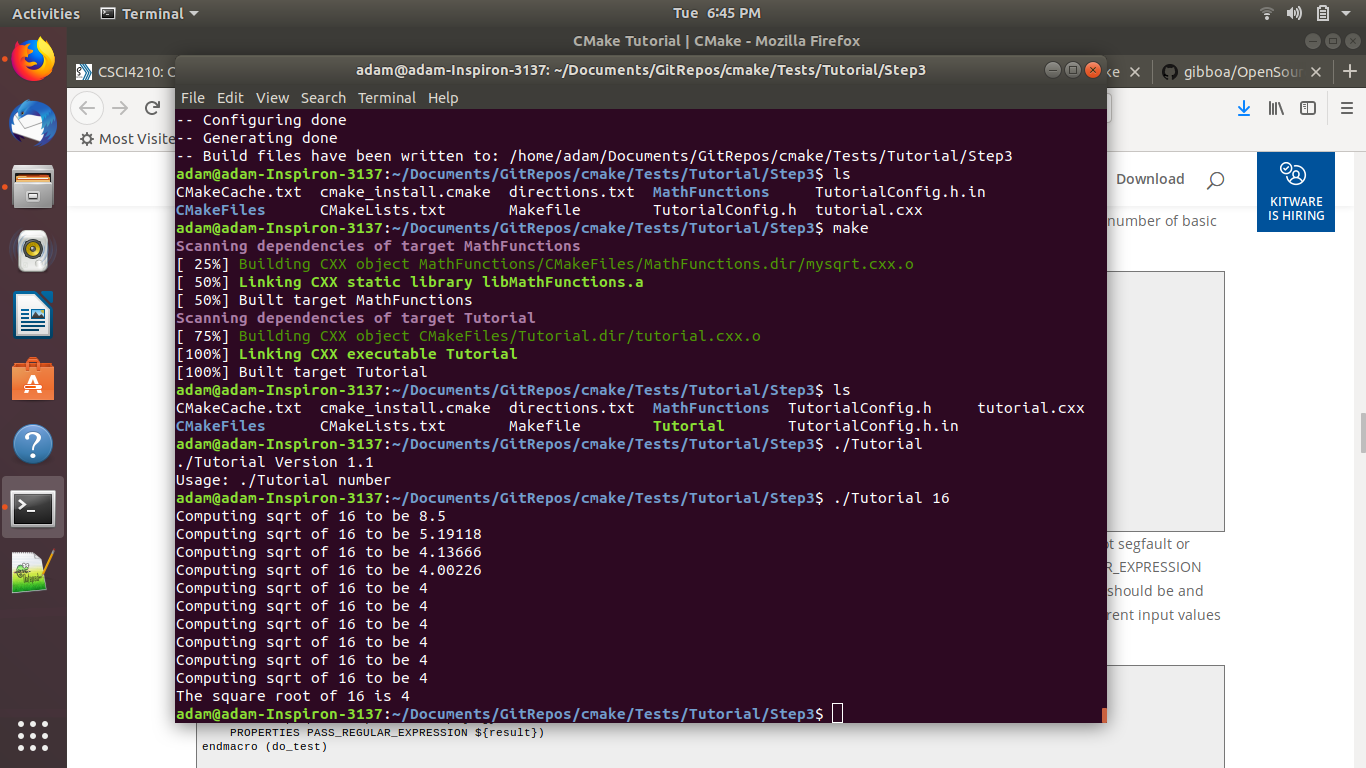 Activities Terminal Tue 6:45 PM
CMake Tutorial | CMake - Mozilla Firefox
CSCI4210: C
adam@adam-Inspiron-3137: ~/Documents/GitRepos/cmake/Tests/Tutorial/Step3
ke
gibboa/OpenSour
File Edit View Search Terminal Help
Most Visite
-- Configuring done
-- Generating done
-- Build files have been written to: /home/adam/Documents/GitRepos/cmake/Tests/Tutorial/Step3
adam@adam-Inspiron-3137:~/Documents/GitRepos/cmake/Tests/Tutorial/Step3$ ls
CMakeCache.txt cmake_install.cmake directions.txt MathFunctions TutorialConfig.h.in
CMakeFiles CMakeLists.txt Makefile TutorialConfig.h tutorial.cxx
adam@adam-Inspiron-3137:~/Documents/GitRepos/cmake/Tests/Tutorial/Step3$ make
Scanning dependencies of target MathFunctions
[ 25%] Building CXX object MathFunctions/CMakeFiles/MathFunctions.dir/mysqrt.cxx.o
[ 50%] Linking CXX static library libMathFunctions.a
[ 50%] Built target MathFunctions
Scanning dependencies of target Tutorial
[ 75%] Building CXX object CMakeFiles/Tutorial.dir/tutorial.cxx.o
[100%] Linking CXX executable Tutorial
[100%] Built target Tutorial
adam@adam-Inspiron-3137:~/Documents/GitRepos/cmake/Tests/Tutorial/Step3$ ls
CMakeCache.txt cmake_install.cmake directions.txt MathFunctions TutorialConfig.h tutorial.cxx
CMakeFiles CMakeLists.txt Makefile Tutorial TutorialConfig.h.in
adam@adam-Inspiron-3137:~/Documents/GitRepos/cmake/Tests/Tutorial/Step3$ ./Tutorial
./Tutorial Version 1.1
Usage: ./Tutorial number
adam@adam-Inspiron-3137:~/Documents/GitRepos/cmake/Tests/Tutorial/Step3$ ./Tutorial 16
Computing sqrt of 16 to be 8.5
Computing sqrt of 16 to be 5.19118
Computing sqrt of 16 to be 4.13666
Computing sqrt of 16 to be 4.00226
Computing sqrt of 16 to be 4
Computing sqrt of 16 to be 4
Computing sqrt of 16 to be 4
Computing sqrt of 16 to be 4
Computing sqrt of 16 to be 4
Computing sqrt of 16 to be 4
The square root of 16 is 4
adam@adam-Inspiron-3137:~/Documents/GitRepos/cmake/Tests/Tutorial/Step3$
Download
KITWARE
IS HIRING
number of basic
ot segfault or
R_EXPRESSION
should be and
rent input values
PROPERTIES PASS_REGULAR_EXPRESSION ${result})
endmacro (do_test)